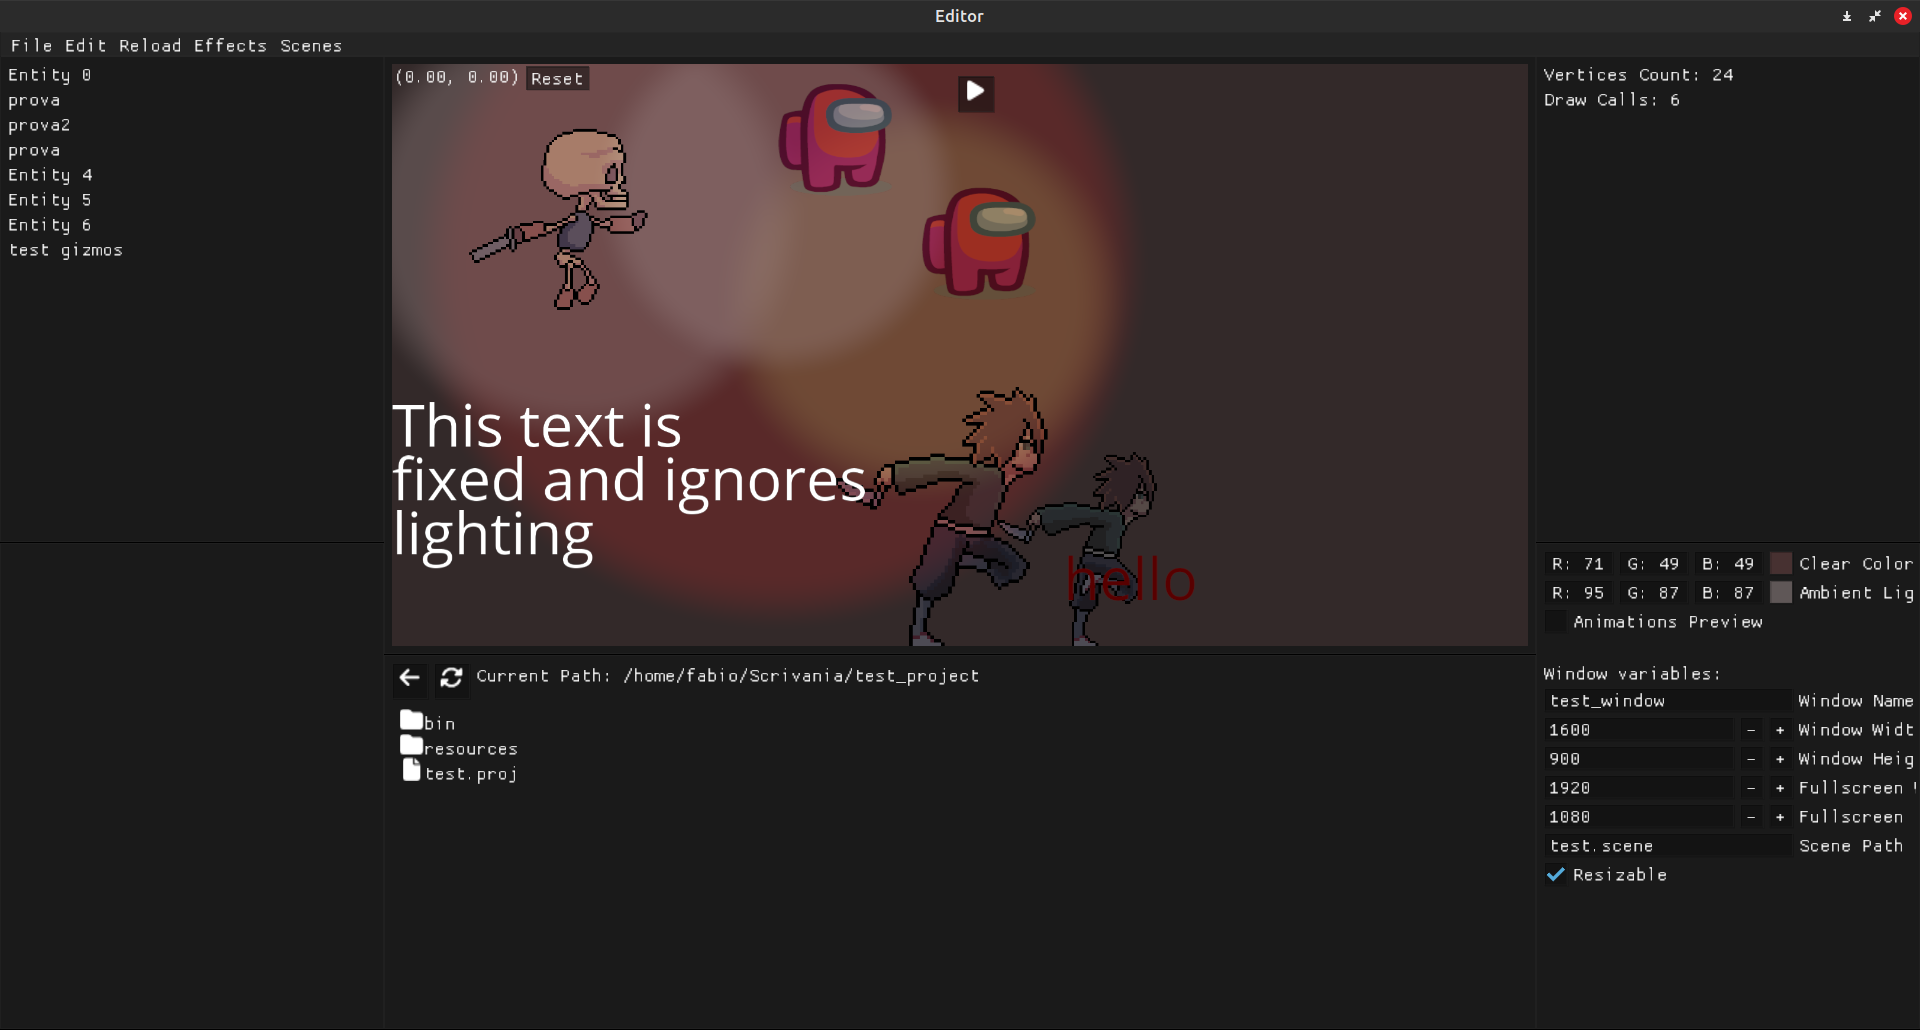 Editor
File Edit Reload Effects Scenes
Entity 0
prova
prova2
prova
Entity 4
Entity 5
Entity 6
test gizmos
(0.00, 0.00) Reset
This text is
fixed and ignores
lighting
hello
Vertices Count: 24
Draw Calls: 6
Current Path: /home/fabio/Scrivania/test_project
bin
resources
test.proj
R: 71 G: 49 B: 49 Clear Color
R: 95 G: 87 B: 87 Ambient Lig
Animations Preview
Window variables:
test_window Window Name
1600 - + Window Widt
900 - + Window Heig
1920 - + Fullscreen
1080 - + Fullscreen
test.scene Scene Path
Resizable